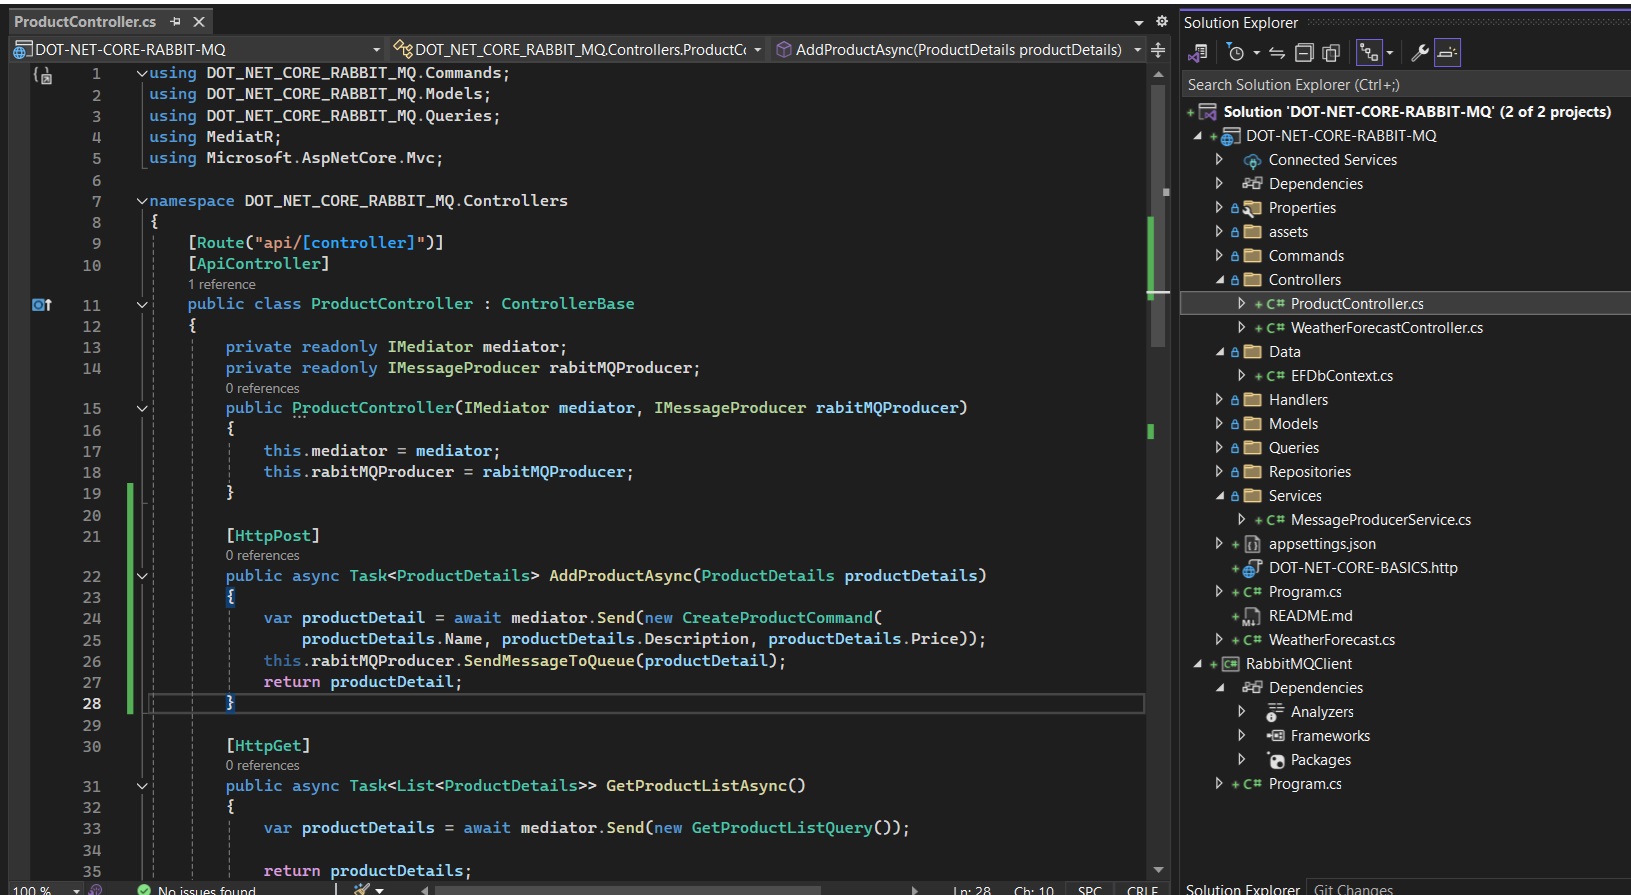 ProductController.cs
DOT-NET-CORE-RABBIT-MQ
DOT_NET_CORE_RABBIT_MQ.Controllers.ProductCo
AddProductAsync(ProductDetails productDetails)
1 using DOT_NET_CORE_RABBIT_MQ.Commands;
2 using DOT_NET_CORE_RABBIT_MQ.Models;
3 using DOT_NET_CORE_RABBIT_MQ.Queries;
4 using MediatR;
5 using Microsoft.AspNetCore.Mvc;
6
7 namespace DOT_NET_CORE_RABBIT_MQ.Controllers
8 {
9 [Route("api/[controller]")]
10 [ApiController]
1 reference
11 public class ProductController : ControllerBase
12 {
13 private readonly IMediator mediator;
14 private readonly IMessageProducer rabitMQProducer;
0 references
15 public ProductController(IMediator mediator, IMessageProducer rabitMQProducer)
16 {
17 this.mediator = mediator;
18 this.rabitMQProducer = rabitMQProducer;
19 }
20
21 [HttpPost]
0 references
22 public async Task<ProductDetails> AddProductAsync(ProductDetails productDetails)
23 {
24 var productDetail = await mediator.Send(new CreateProductCommand(
25 productDetails.Name, productDetails.Description, productDetails.Price));
26 this.rabitMQProducer.SendMessageToQueue(productDetail);
27 return productDetail;
28 }
29
30 [HttpGet]
0 references
31 public async Task<List<ProductDetails>> GetProductListAsync()
32 {
33 var productDetails = await mediator.Send(new GetProductListQuery());
34
35 return productDetails;
100 %
No issues found
Ln: 28 Ch: 10 SPC CRLF
Solution Explorer
Search Solution Explorer (Ctrl+;)
Solution 'DOT-NET-CORE-RABBIT-MQ' (2 of 2 projects)
DOT-NET-CORE-RABBIT-MQ
Connected Services
Dependencies
Properties
assets
Commands
Controllers
C# ProductController.cs
C# WeatherForecastController.cs
Data
C# EFDbContext.cs
Handlers
Models
Queries
Repositories
Services
C# MessageProducerService.cs
appsettings.json
DOT-NET-CORE-BASICS.http
C# Program.cs
README.md
C# WeatherForecast.cs
C# RabbitMQClient
Dependencies
Analyzers
Frameworks
Packages
C# Program.cs
Solution Explorer Git Changes